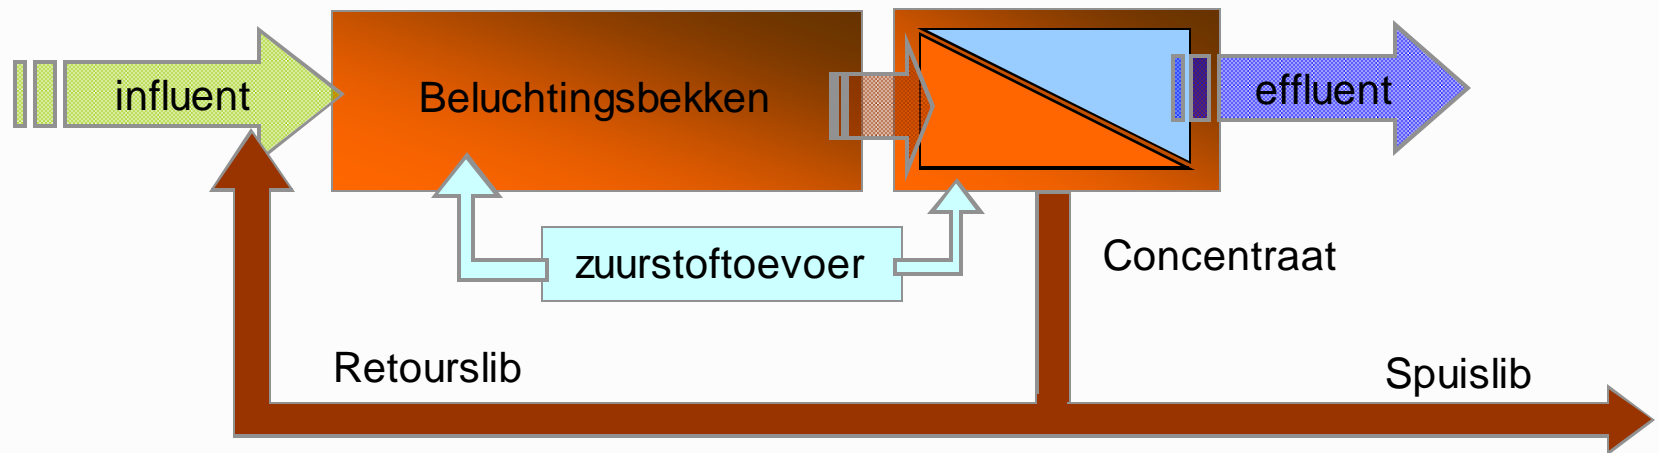 influent
Beluchtingsbekken
effluent
zuurstoftoevoer
Concentraat
Retourslib
Spuislib